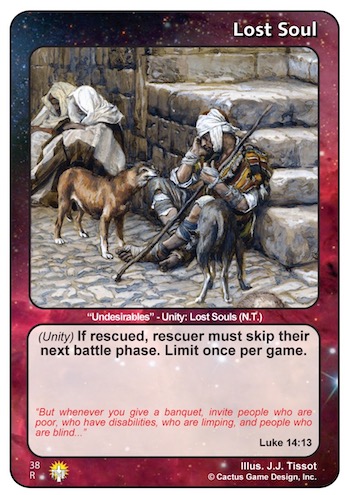 Lost Soul
"Undesirables" - Unity: Lost Souls (N.T.)
(Unity) If rescued, rescuer must skip their
next battle phase. Limit once per game.
"But whenever you give a banquet, invite people who are
poor, who have disabilities, who are limping, and people who
are blind..."
Luke 14:13
38
R
Illus. J.J. Tissot
© Cactus Game Design, Inc.